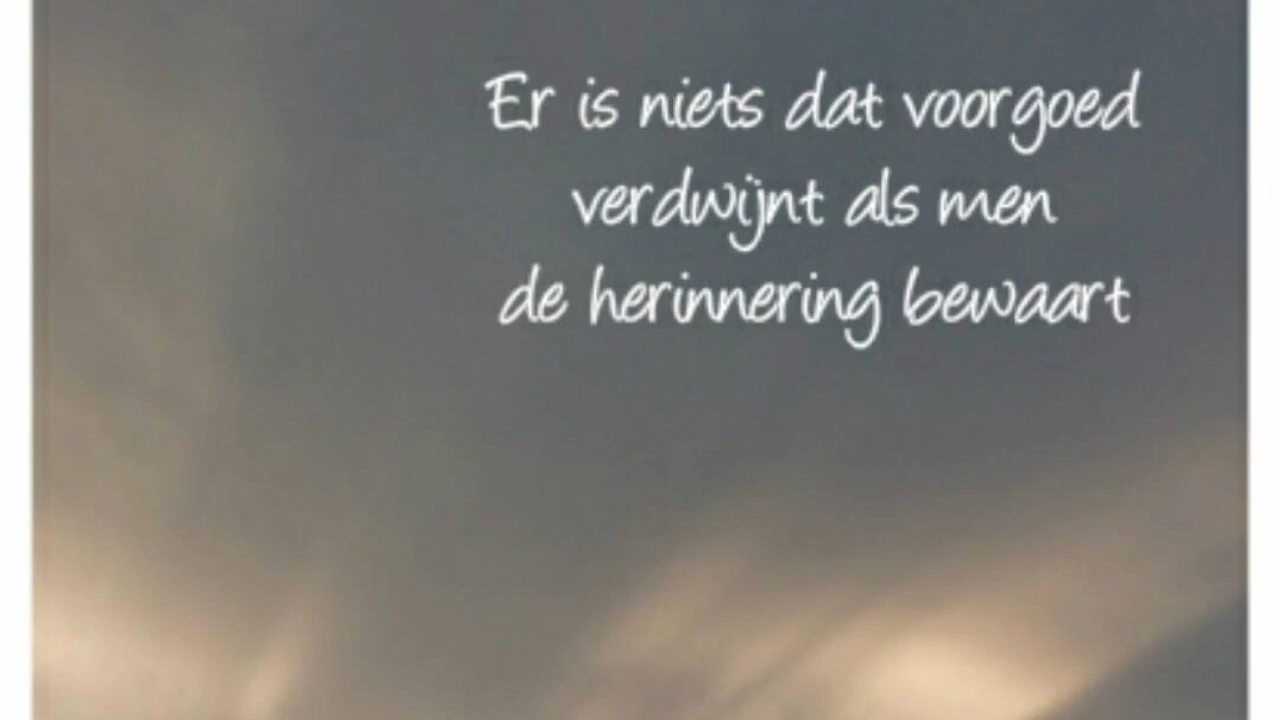 Er is niets dat voorgoed
verdwijnt als men
de herinnering bewaart